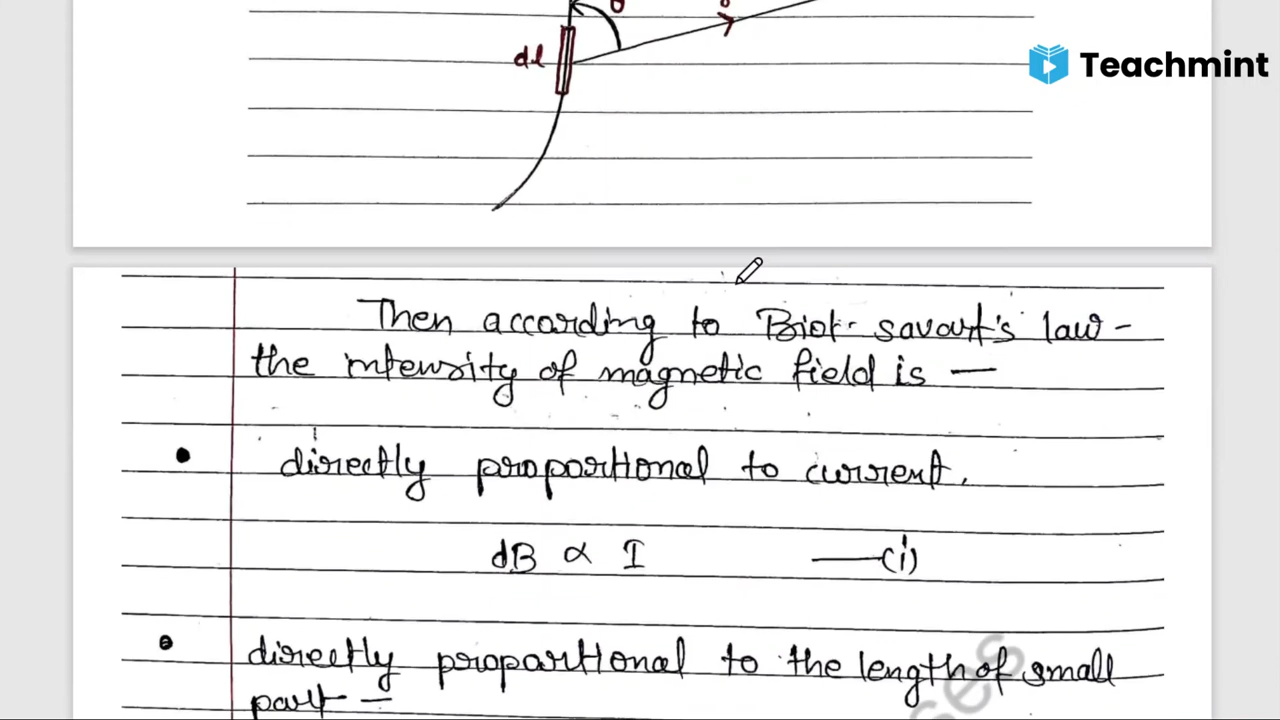 θ
dl
Teachmint
Then according to Biot-savart's law -
the intensity of magnetic field is —
• directly proportional to current.
dB ∝ I —(i)
• directly proportional to the length of small
part -